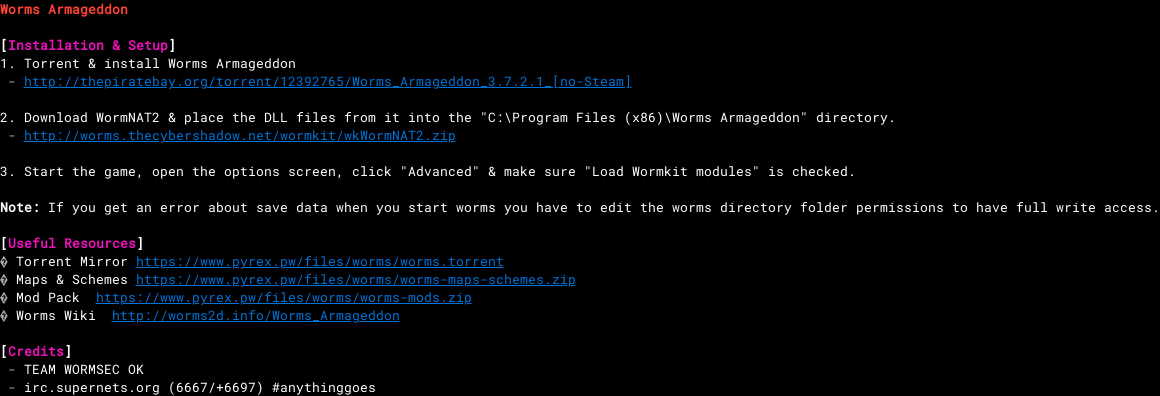 Worms Armageddon
[Installation & Setup]
1. Torrent & install Worms Armageddon
- http://thepiratebay.org/torrent/12392765/Worms_Armageddon_3.7.2.1_[no-Steam]
2. Download WormNAT2 & place the DLL files from it into the "C:\Program Files (x86)\Worms Armageddon" directory.
- http://worms.thecybershadow.net/wormkit/wkWormNAT2.zip
3. Start the game, open the options screen, click "Advanced" & make sure "Load Wormkit modules" is checked.
Note: If you get an error about save data when you start worms you have to edit the worms directory folder permissions to have full write access.
[Useful Resources]
� Torrent Mirror https://www.pyrex.pw/files/worms/worms.torrent
� Maps & Schemes https://www.pyrex.pw/files/worms/worms-maps-schemes.zip
� Mod Pack  https://www.pyrex.pw/files/worms/worms-mods.zip
� Worms Wiki  http://worms2d.info/Worms_Armageddon
[Credits]
- TEAM WORMSEC OK
- irc.supernets.org (6667/+6697) #anythinggoes